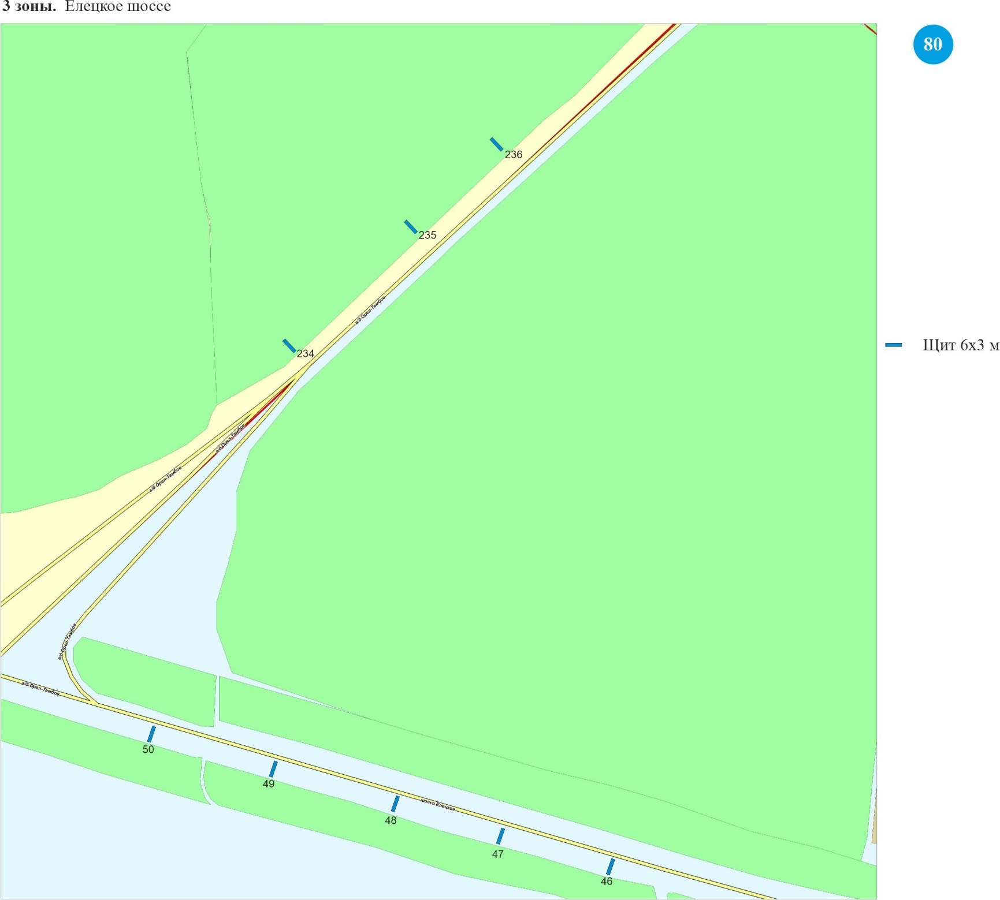 3 зоны. Елецкое шоссе
80
236
235
а/д Орел-Тамбов
Щит 6х3 м
234
а/д Орел-Тамбов
а/д Орел-Тамбов
а/д Орел-Тамбов
а/д Орел-Тамбов
50
49
шоссе Елецкое
48
47
46